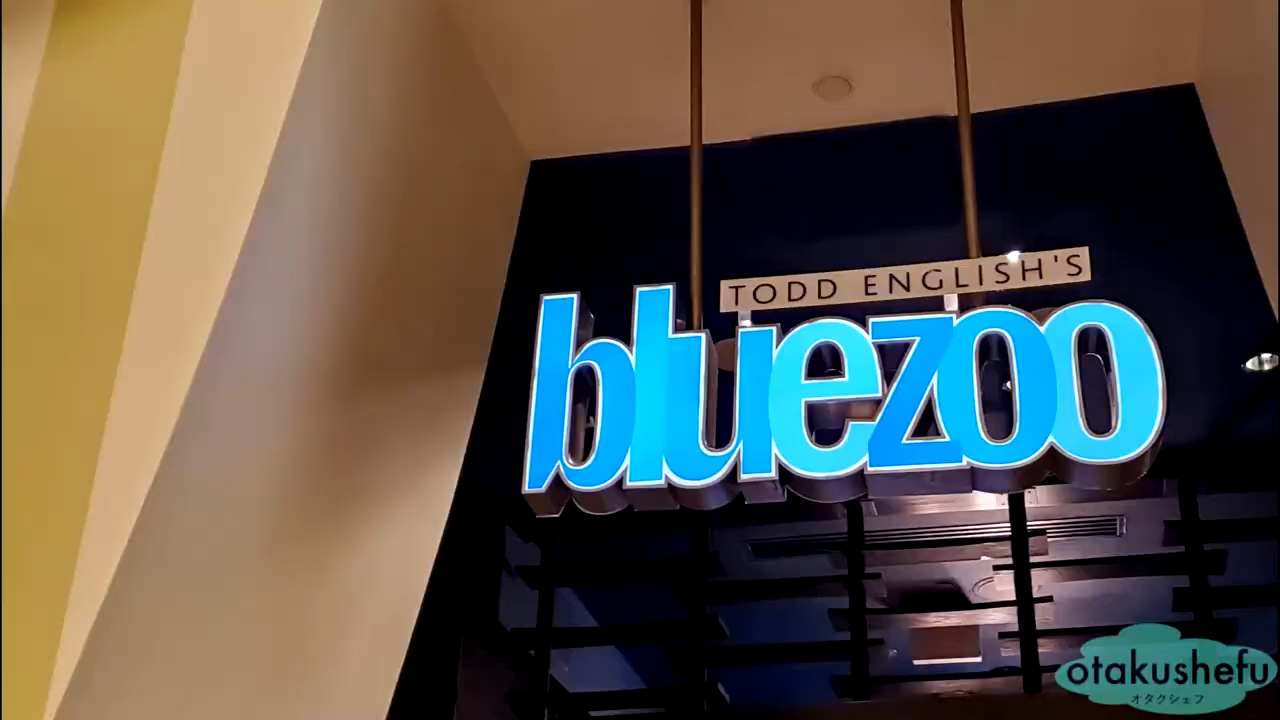 TODD ENGLISH'S
bluezoo
otakushefu
オタクシェフ